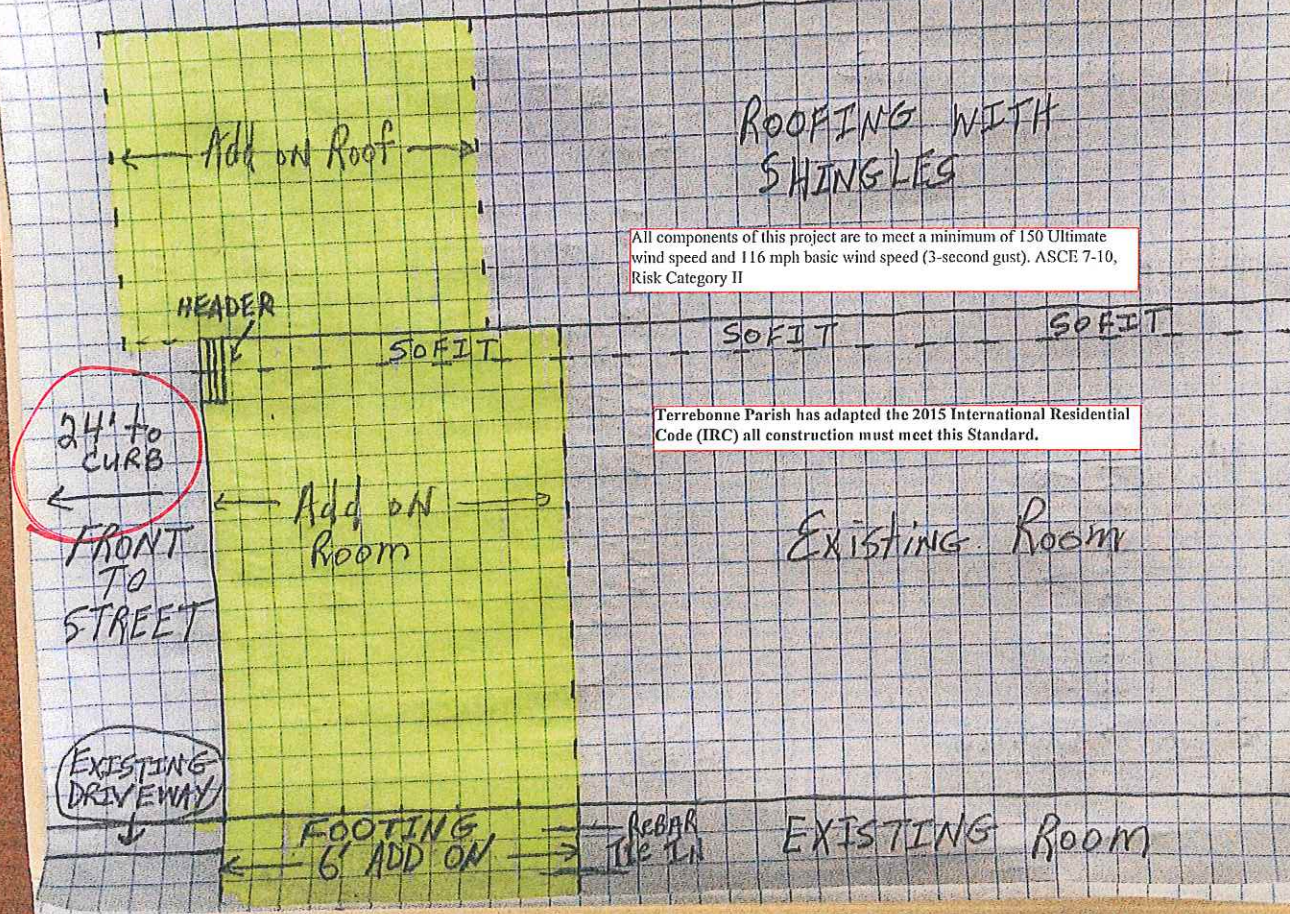 Add on Roof
ROOFING WITH
SHINGLES
All components of this project are to meet a minimum of 150 Ultimate
wind speed and 116 mph basic wind speed (3-second gust). ASCE 7-10,
Risk Category II
HEADER
SOFIT
SOFIT
SOFIT
24' to
CURB
Terrebonne Parish has adapted the 2015 International Residential
Code (IRC) all construction must meet this Standard.
Add on
Room
Existing Room
FRONT
TO
STREET
EXISTING
DRIVEWAY
FOOTING
6' ADD ON
ReBAR
Tie In
EXISTING Room